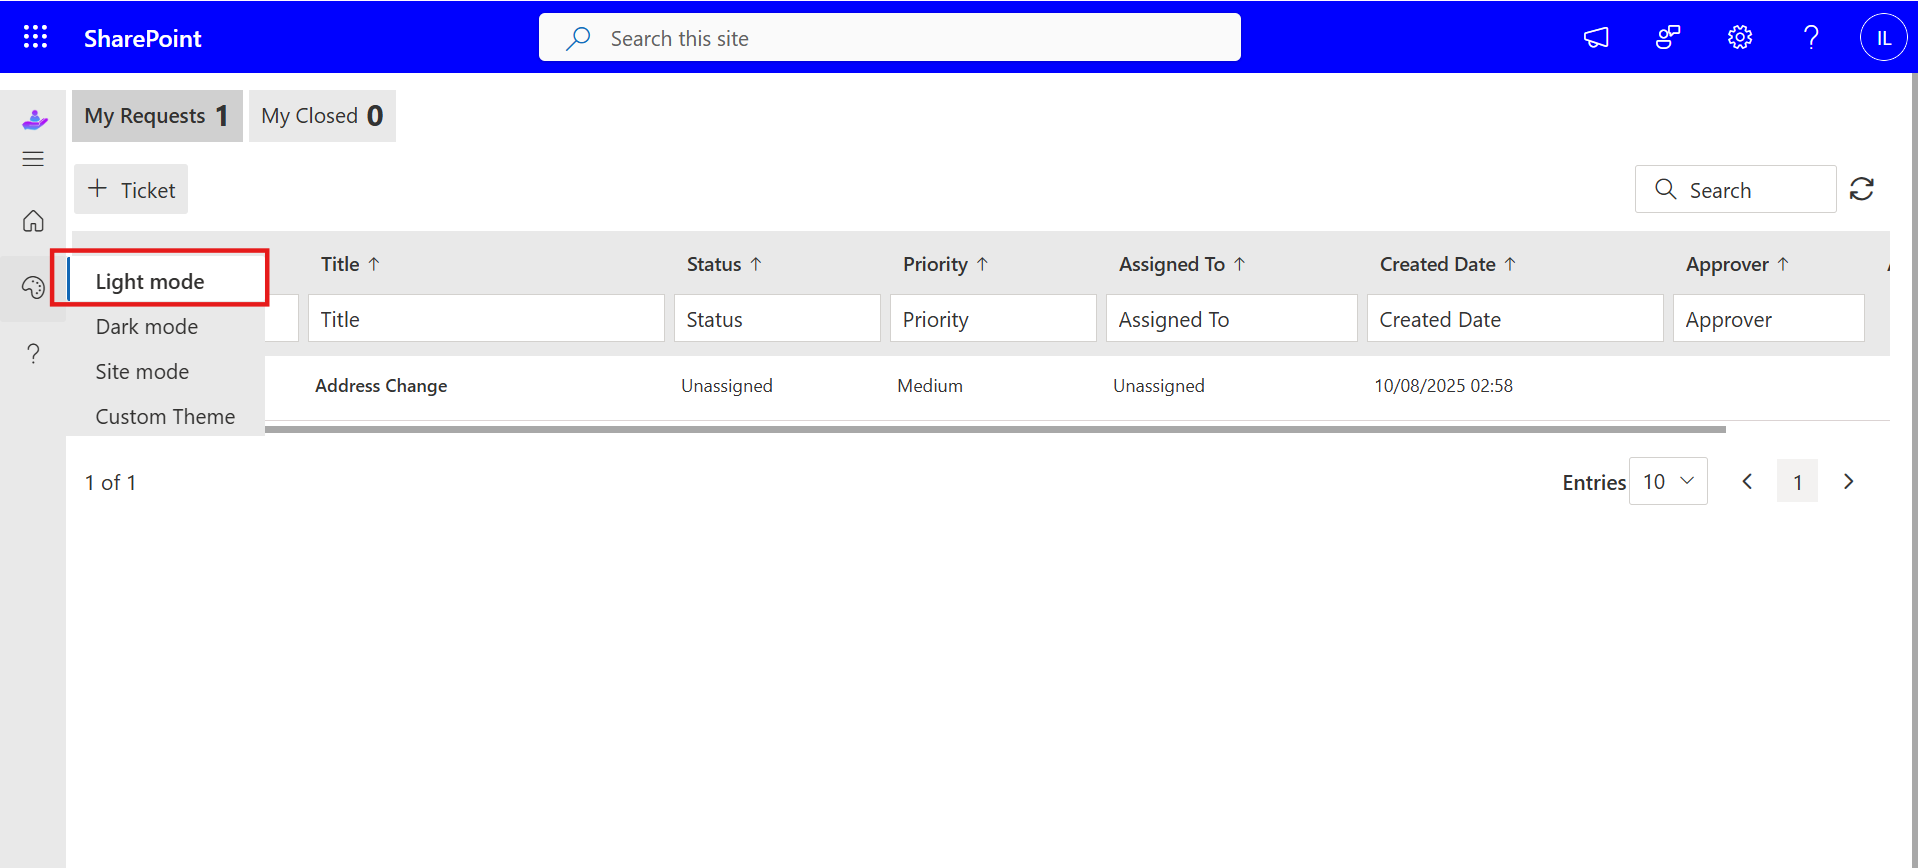 SharePoint
Search this site
IL
My Requests 1
My Closed 0
Ticket
Search
Title ↑
Status ↑
Priority ↑
Assigned To ↑
Created Date ↑
Approver ↑
Light mode
Dark mode
Site mode
Custom Theme
Title
Status
Priority
Assigned To
Created Date
Approver
Address Change
Unassigned
Medium
Unassigned
10/08/2025 02:58
1 of 1
Entries
10
1